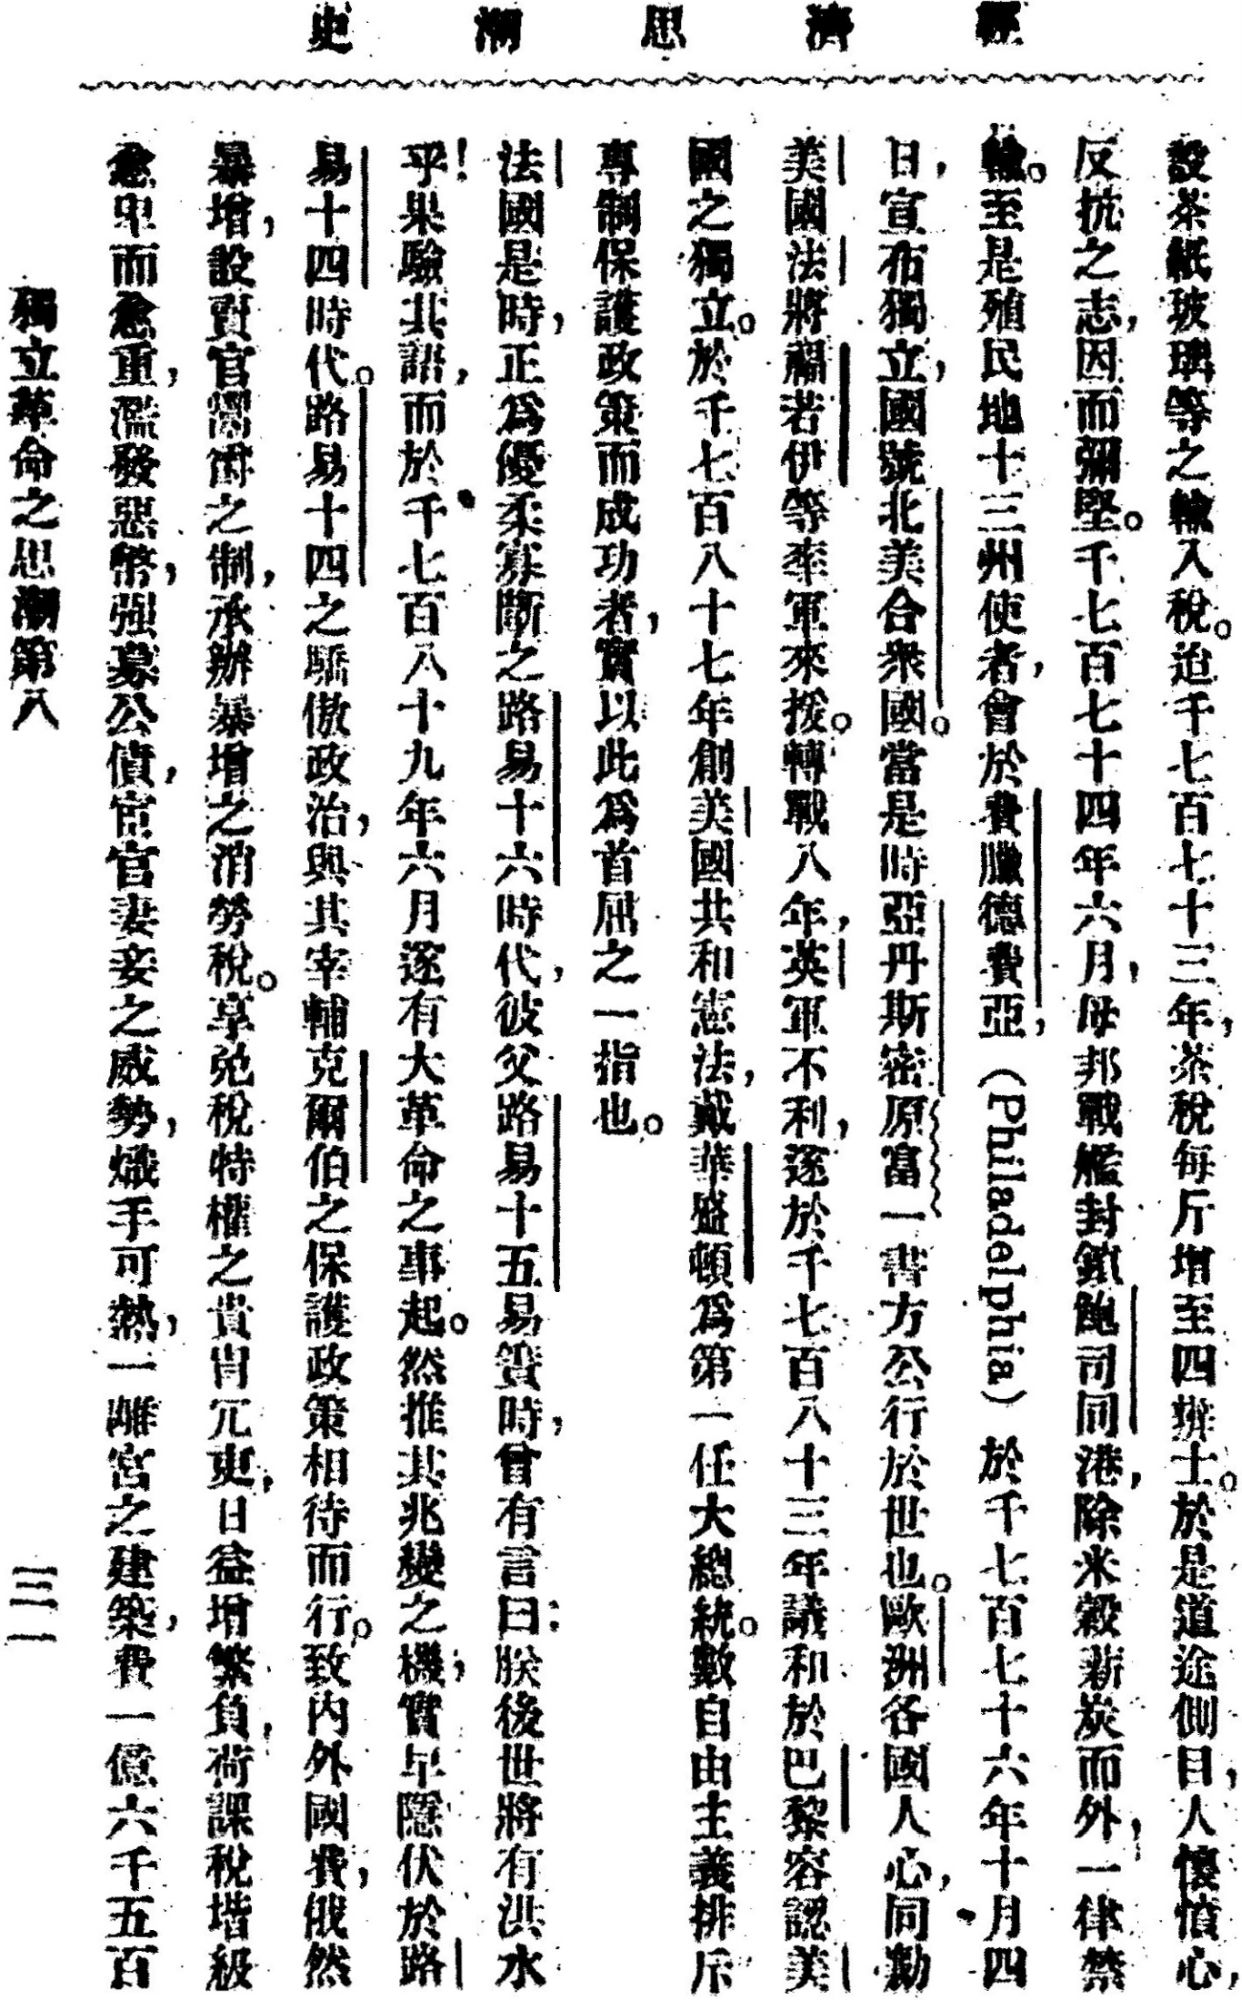 經濟思潮史
設茶紙玻璃等之輸入稅。迨千七百七十三年，茶稅每斤增至四辨士。於是道途側目，人懷憤心，
反抗之志，因而彌堅。千七百七十四年六月，母邦戰艦封鎖鮑司同港，除米穀薪炭而外，一律禁
輸。至是殖民地十三州使者，會於費臘德費亞，（Philadelphia）於千七百七十六年十月四
日，宣布獨立，國號北美合衆國。當是時亞丹斯密原富一書方公行於世也。歐洲各國人心，同勷
美國法將福若伊等率軍來援。轉戰八年，英軍不利，遂於千七百八十三年議和於巴黎容認美
國之獨立。於千七百八十七年創美國共和憲法，戴華盛頓爲第一任大總統。數自由主義排斥
專制保護政策而成功者，實以此爲首屈之一指也。
法國是時，正爲優柔寡斷之路易十六時代，彼父路易十五易簀時，曾有言曰：朕後世將有洪水
乎！果驗其語，而於千七百八十九年六月遂有大革命之事起。然推其兆變之機，實早隱伏於路
易十四時代。路易十四之驕傲政治，與其宰輔克爾伯之保護政策相待而行。致內外國費，俄然
暴增，設賣官鬻爵之制，承辦暴增之消勞稅。享免稅特權之貴冑冗吏，日益增繁，負荷課稅堦級
愈卑而愈重，濫發惡幣，强募公債，宦官妻妾之威勢，熾手可熱，一離宮之建築，費一億六千五百
獨立革命之思潮第八
三一